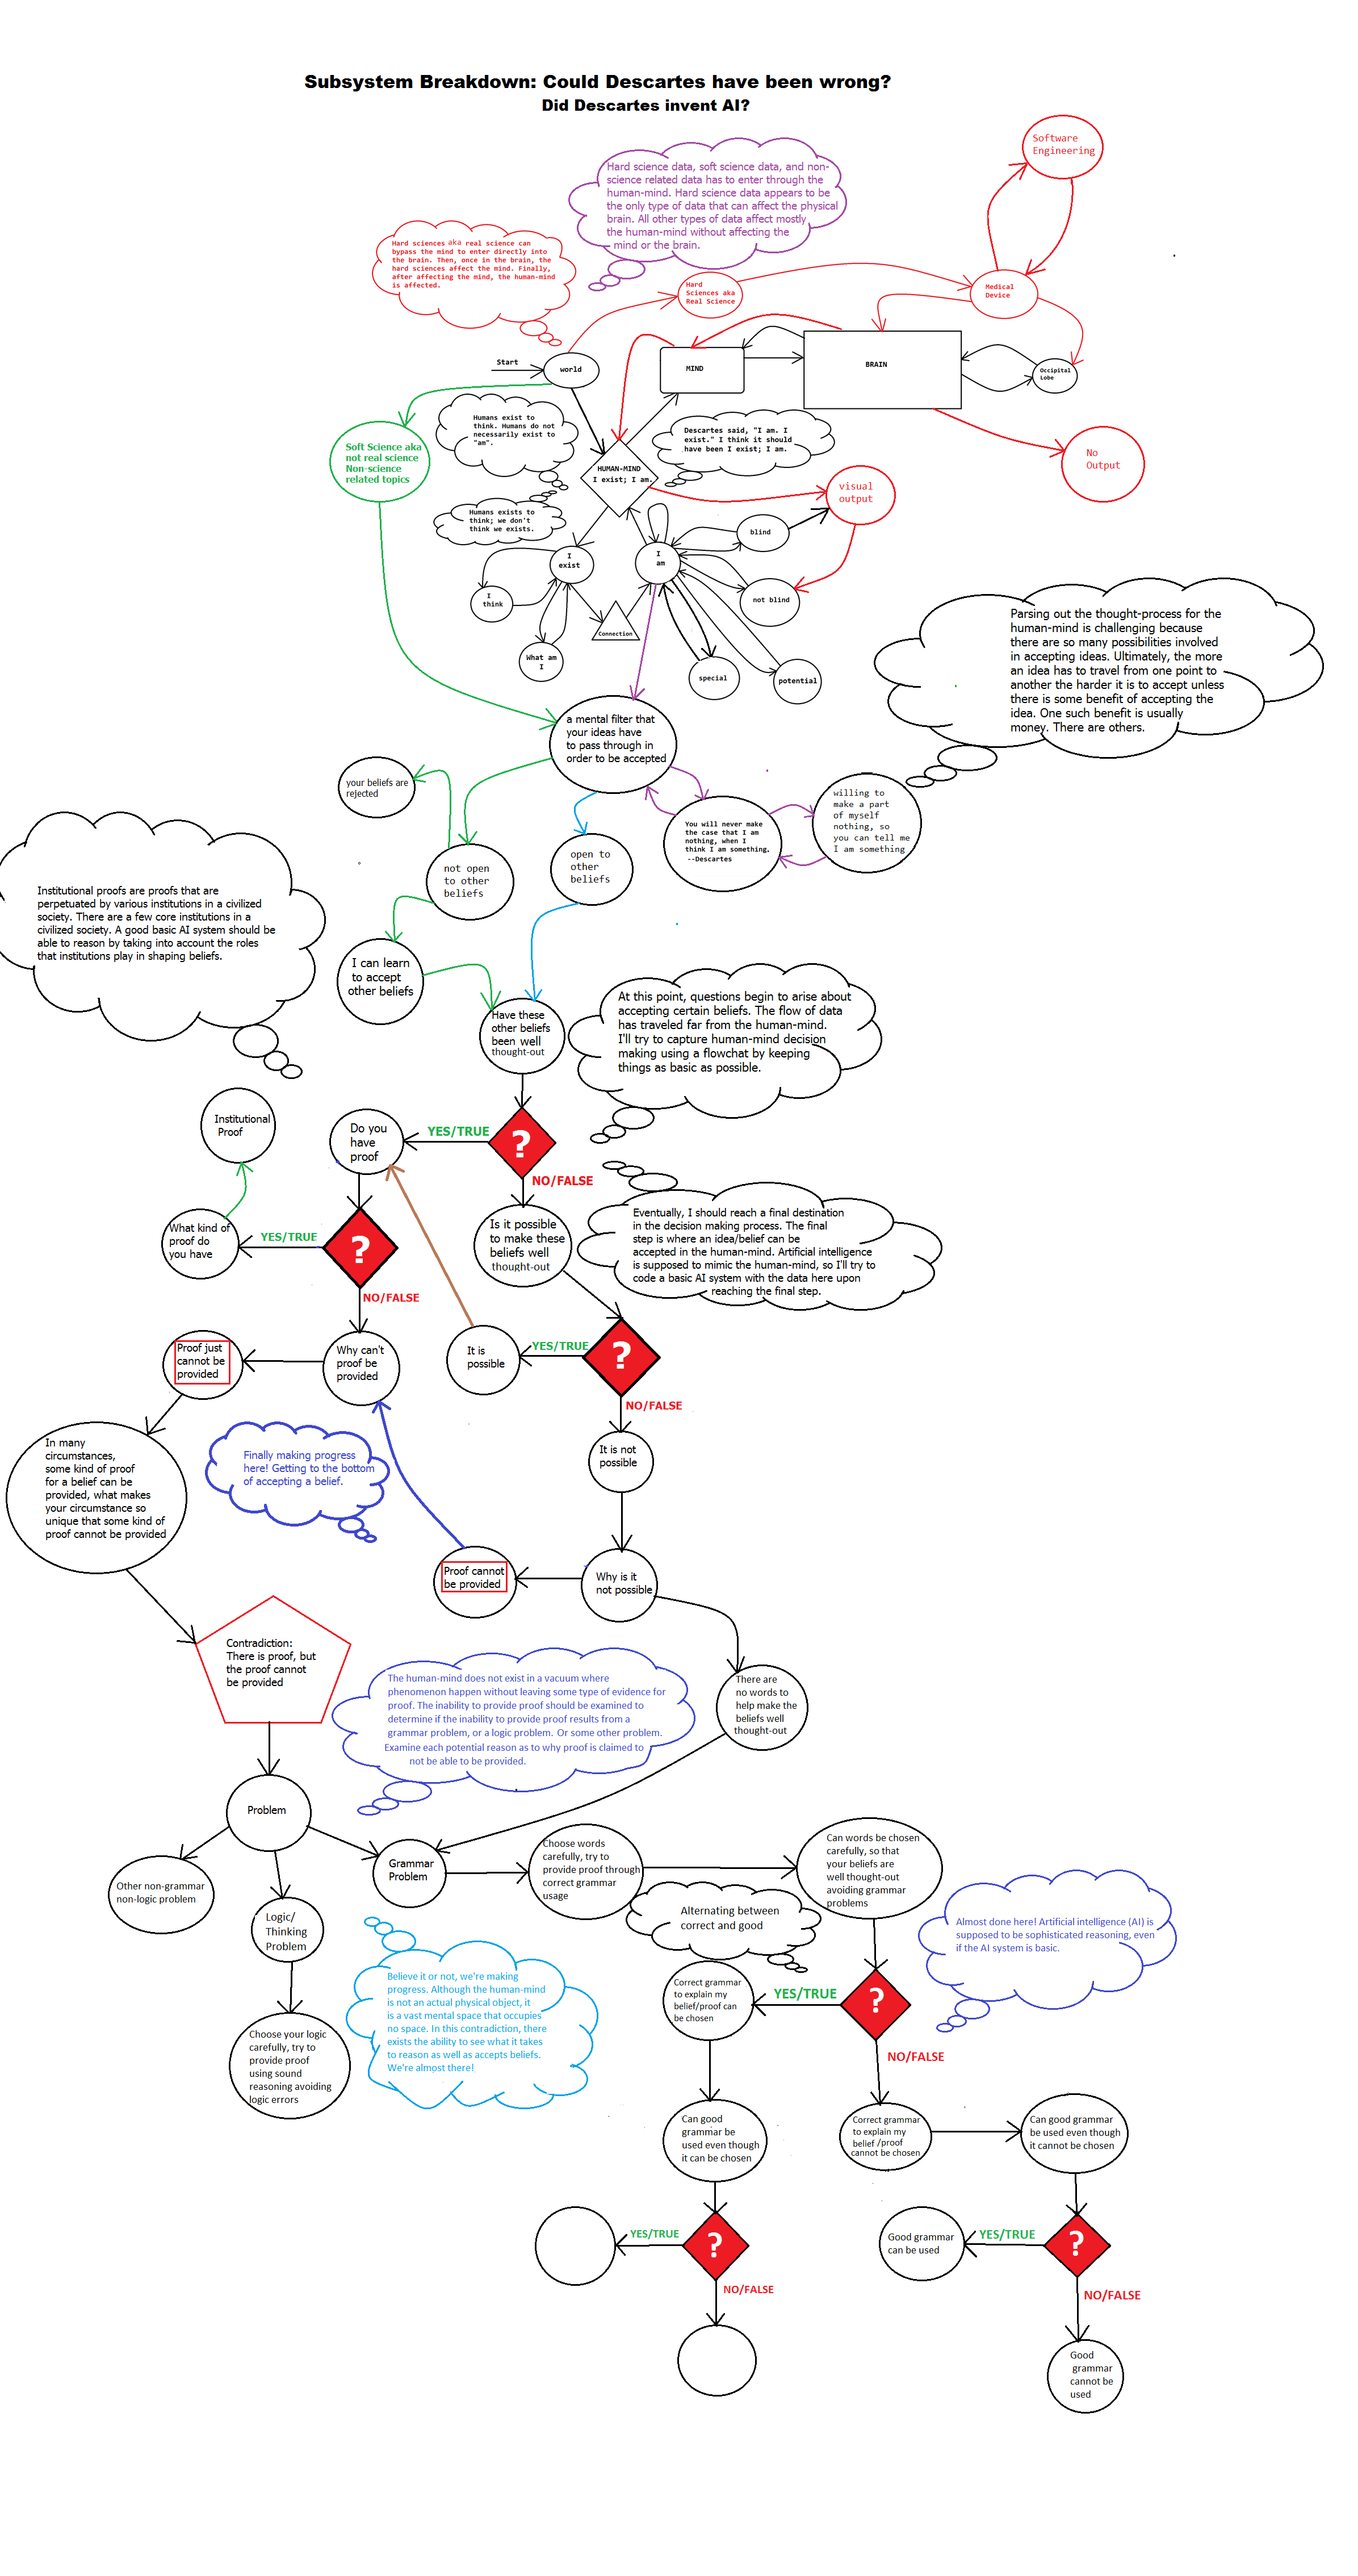 Subsystem Breakdown: Could Descartes have been wrong?
Did Descartes invent AI?
Software
Engineering
Hard science data, soft science data, and non-
science related data has to enter through the
human-mind. Hard science data appears to be
the only type of data that can affect the physical
brain. All other types of data affect mostly
the human-mind without affecting the
mind or the brain.
Hard sciences aka real science can
bypass the mind to enter directly into
the brain. Then, once in the brain, the
hard sciences affect the mind. Finally,
after affecting the mind, the human-mind
is affected.
Hard
Sciences aka
Real Science
Medical
Device
Start
world
MIND
BRAIN
Occipital
Lobe
Humans exist to
think. Humans do not
necessarily exist to
"am".
Descartes said, "I am. I
exist." I think it should
have been I exist; I am.
Soft Science aka
not real science
Non-science
related topics
No
Output
HUMAN-MIND
I exist; I am.
visual
output
Humans exists to
think; we don't
think we exists.
blind
I
exist
I
am
I
think
not blind
Connection
What am
I
special
potential
Parsing out the thought-process for the
human-mind is challenging because
there are so many possibilities involved
in accepting ideas. Ultimately, the more
an idea has to travel from one point to
another the harder it is to accept unless
there is some benefit of accepting the
idea. One such benefit is usually
money. There are others.
a mental filter that
your ideas have
to pass through in
order to be accepted
your beliefs are
rejected
willing to
make a part
of myself
nothing, so
you can tell me
I am something
You will never make
the case that I am
nothing, when I
think I am something.
--Descartes
not open
to other
beliefs
open to
other
beliefs
Institutional proofs are proofs that are
perpetuated by various institutions in a civilized
society. There are a few core institutions in a
civilized society. A good basic AI system should be
able to reason by taking into account the roles
that institutions play in shaping beliefs.
I can learn
to accept
other beliefs
Have these
other beliefs
been well
thought-out
At this point, questions begin to arise about
accepting certain beliefs. The flow of data
has traveled far from the human-mind.
I'll try to capture human-mind decision
making using a flowchat by keeping
things as basic as possible.
Institutional
Proof
Do you
have
proof
YES/TRUE
?
NO/FALSE
What kind of
proof do
you have
YES/TRUE
?
NO/FALSE
Is it possible
to make these
beliefs well
thought-out
Eventually, I should reach a final destination
in the decision making process. The final
step is where an idea/belief can be
accepted in the human-mind. Artificial intelligence
is supposed to mimic the human-mind, so I'll try to
code a basic AI system with the data here upon
reaching the final step.
Proof just
cannot be
provided
Why can't
proof be
provided
It is
possible
YES/TRUE
?
NO/FALSE
In many
circumstances,
some kind of proof
for a belief can be
provided, what makes
your circumstance so
unique that some kind of
proof cannot be provided
Finally making progress
here! Getting to the bottom
of accepting a belief.
It is not
possible
Proof cannot
be provided
Why is it
not possible
Contradiction:
There is proof, but
the proof cannot
be provided
The human-mind does not exist in a vacuum where
phenomenon happen without leaving some type of evidence for
proof. The inability to provide proof should be examined to
determine if the inability to provide proof results from a
grammar problem, or a logic problem. Or some other problem.
Examine each potential reason as to why proof is claimed to
not be able to be provided.
There are
no words to
help make the
beliefs well
thought-out
Problem
Other non-grammar
non-logic problem
Logic/
Thinking
Problem
Grammar
Problem
Choose words
carefully, try to
provide proof through
correct grammar
usage
Can words be chosen
carefully, so that
your beliefs are
well thought-out
avoiding grammar
problems
Alternating between
correct and good
Almost done here! Artificial intelligence (AI) is
supposed to be sophisticated reasoning, even
if the AI system is basic.
Believe it or not, we're making
progress. Although the human-mind
is not an actual physical object, it
is a vast mental space that occupies
no space. In this contradiction, there
exists the ability to see what it takes
to reason as well as accepts beliefs.
We're almost there!
Choose your logic
carefully, try to
provide proof
using sound
reasoning avoiding
logic errors
Correct grammar
to explain my
belief/proof can
be chosen
YES/TRUE
?
NO/FALSE
Can good
grammar be
used even though
it can be chosen
Correct grammar
to explain my
belief /proof
cannot be chosen
Can good grammar
be used even though
it cannot be chosen
YES/TRUE
?
NO/FALSE
Good grammar
can be used
YES/TRUE
?
NO/FALSE
Good
grammar
cannot be
used